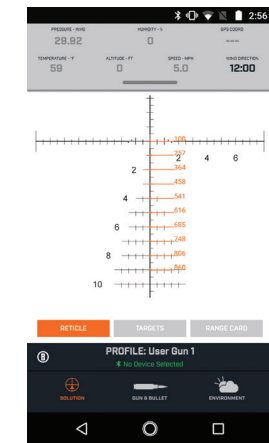 2:56
PRESSURE - INHG HUMIDITY - % GPS COORD
29.92 0 ----
TEMPERATURE - °F ALTITUDE - FT SPEED - MPH WIND DIRECTION
59 0 5.0 12:00
100
257
2 4 6
2 364
458
4 541
616
6 685
748
8 806
860
10
RETICLE TARGETS RANGE CARD
PROFILE: User Gun 1
No Device Selected
SOLUTION GUN & BULLET ENVIRONMENT